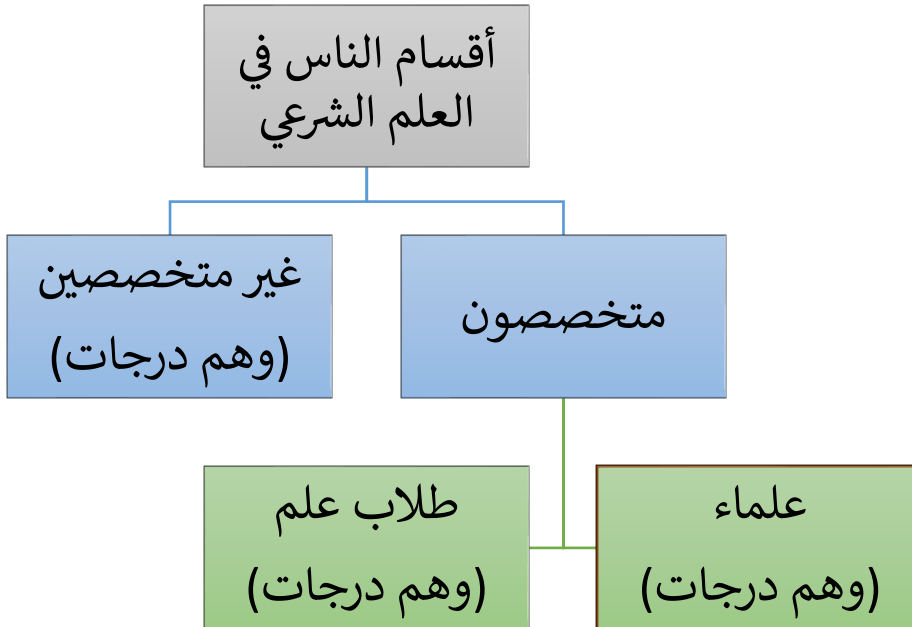 أقسام الناس في
العلم الشرعي
متخصصون
غير متخصصين
(وهم درجات)
علماء
(وهم درجات)
طلاب علم
(وهم درجات)